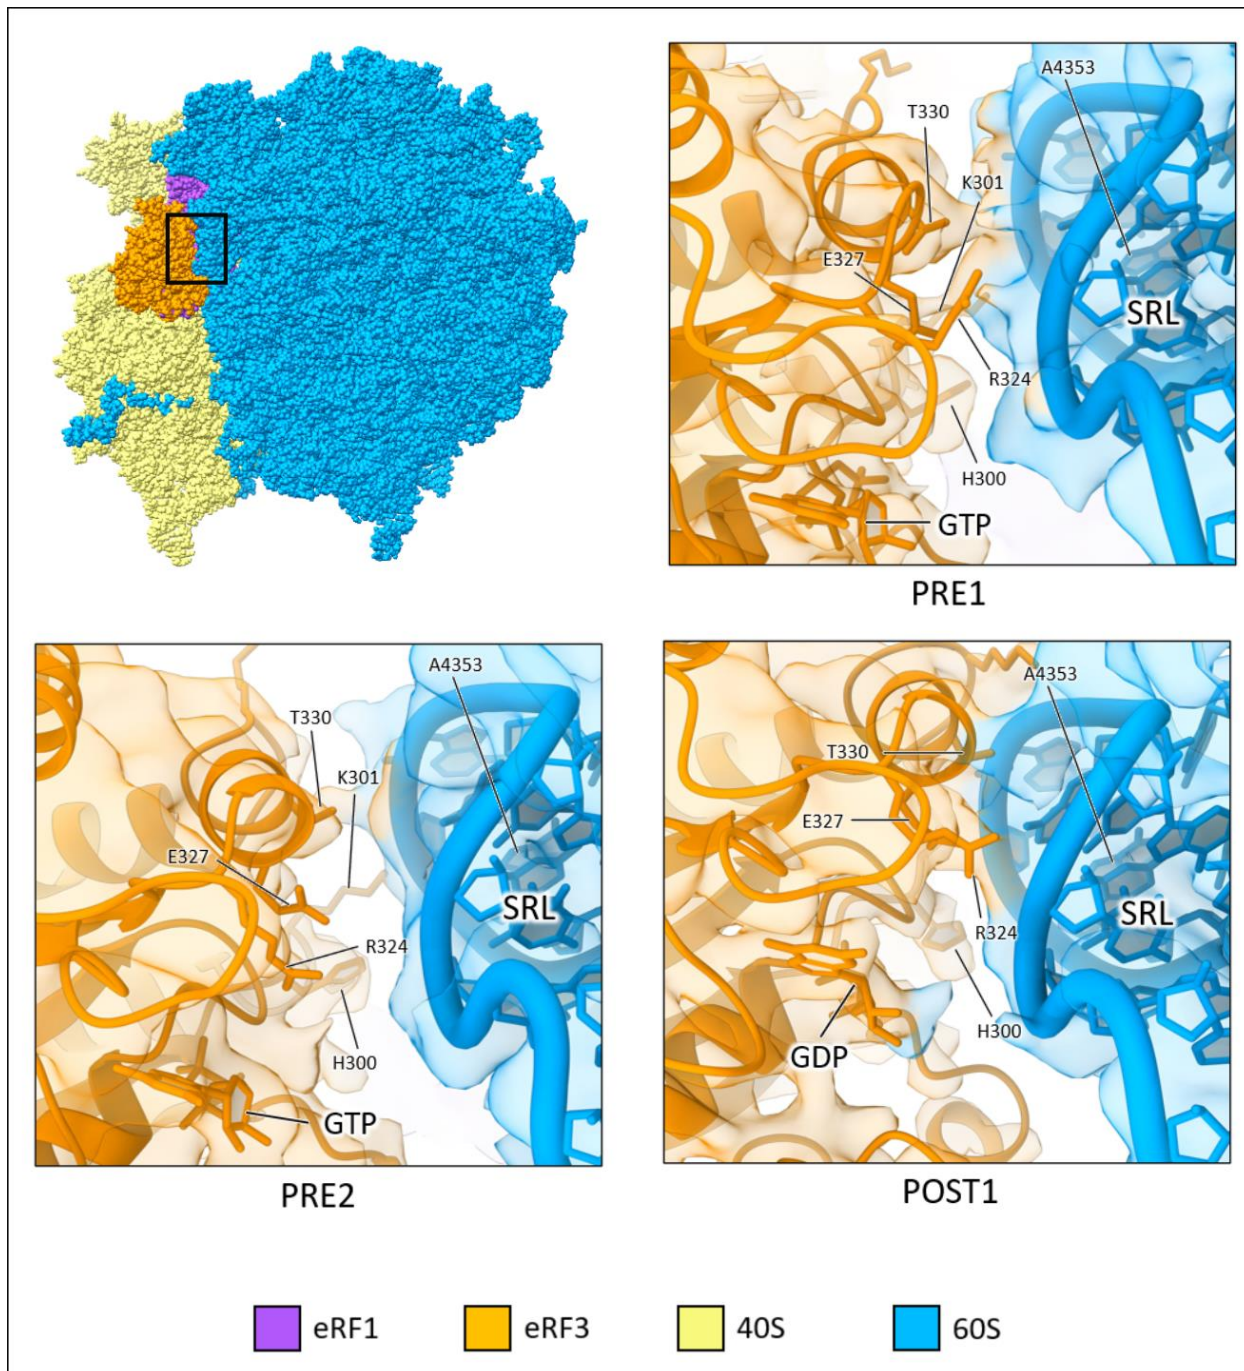 A4353
T330
K301
E327
SRL
R324
H300
GTP
PRE1
A4353
T330
K301
E327
SRL
R324
H300
GTP
PRE2
A4353
T330
E327
SRL
R324
H300
GDP
POST1
eRF1
eRF3
40S
60S